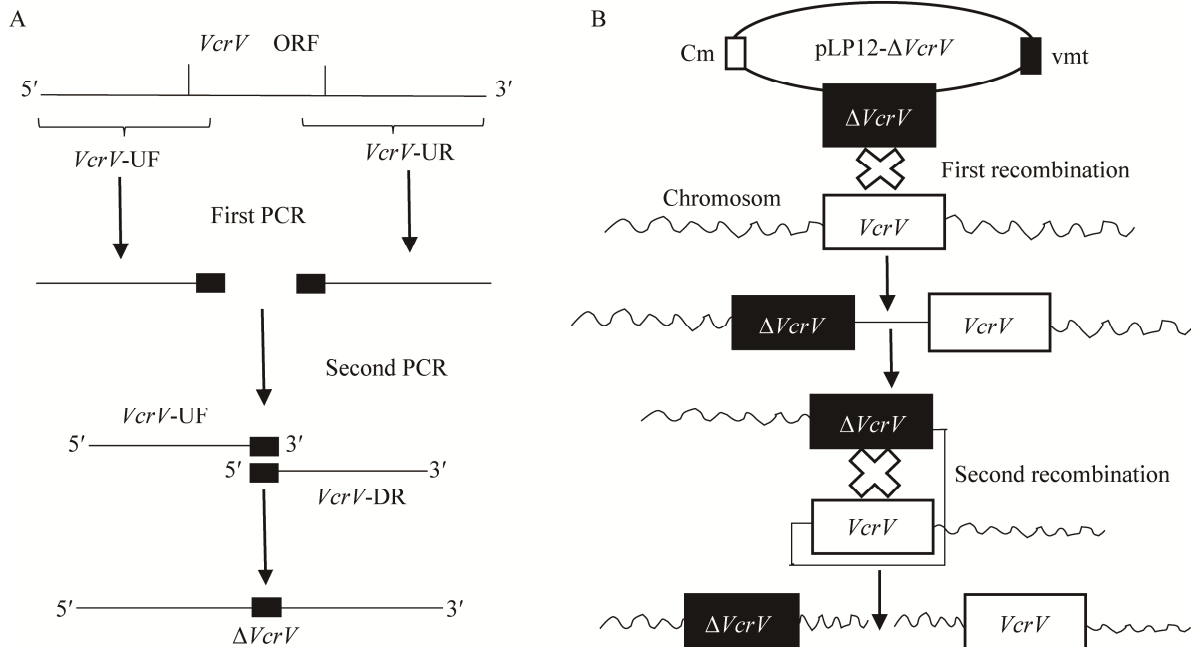 A
VcrV ORF
5′ 3′
VcrV-UF
VcrV-UR
First PCR
Second PCR
VcrV-UF
5′ 3′
5′ 3′
VcrV-DR
5′ 3′
ΔVcrV
B
Cm pLP12-ΔVcrV vmt
ΔVcrV
First recombination
Chromosom
VcrV
ΔVcrV VcrV
ΔVcrV
Second recombination
VcrV
ΔVcrV VcrV